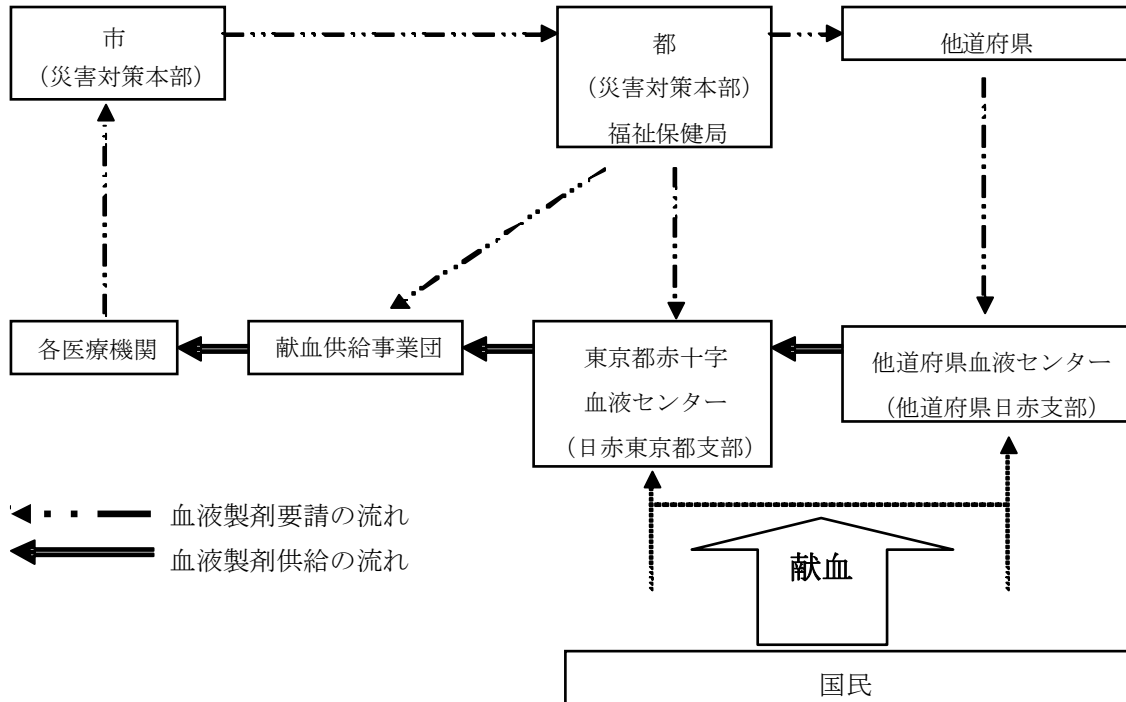 市
（災害対策本部）
都
（災害対策本部）
福祉保健局
他道府県
各医療機関
献血供給事業団
東京都赤十字
血液センター
（日赤東京都支部）
他道府県血液センター
（他道府県日赤支部）
血液製剤要請の流れ
血液製剤供給の流れ
献血
国民